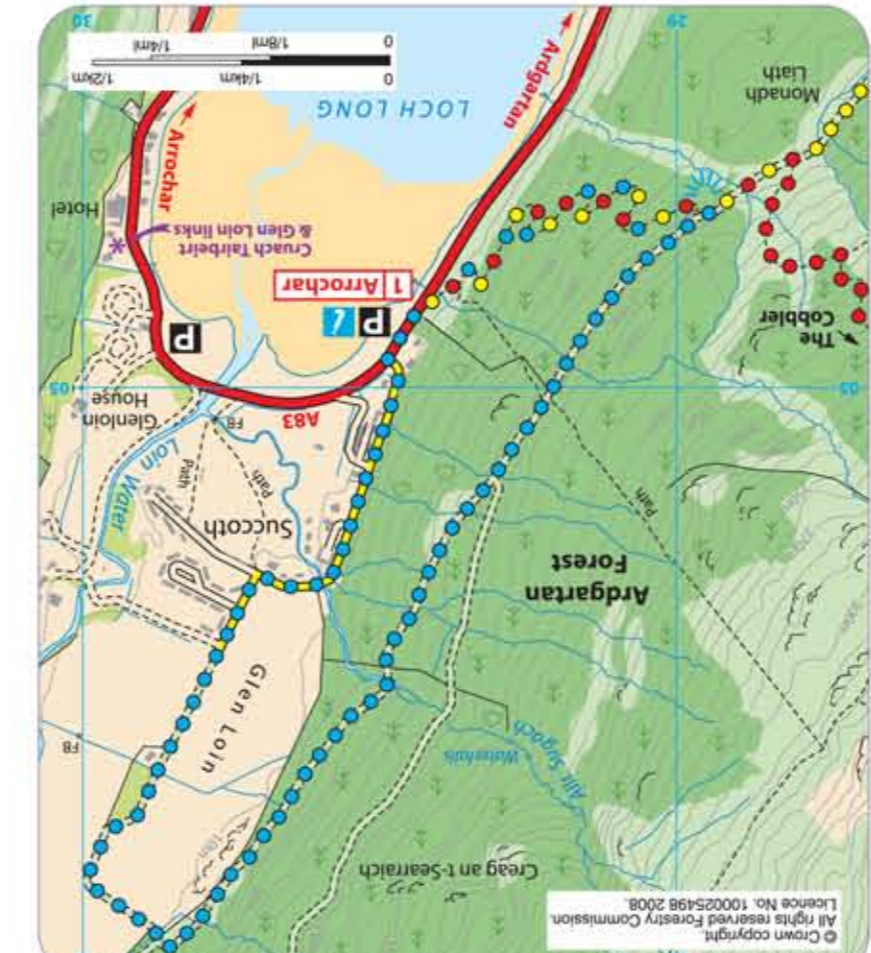 © Crown copyright.
All rights reserved Forestry Commission.
Licence No. 100025498 2008.
Creag an t-Searraich
Allt Sugach
Waterfalls
FB
Glen Loin
Ardgartan
Forest
Path
Succoth
Path
Path
Loin Water
FB
Glenloin
House
A83
05
05
The
Cobbler
P
P i
1 Arrochar
Cruach Tairbeirt
& Glen Loin links
Hotel
Monadh
Liath
LOCH LONG
Ardgartan
Arrochar
0 1/4km 1/2km
0 1/8mi 1/4mi
29
30